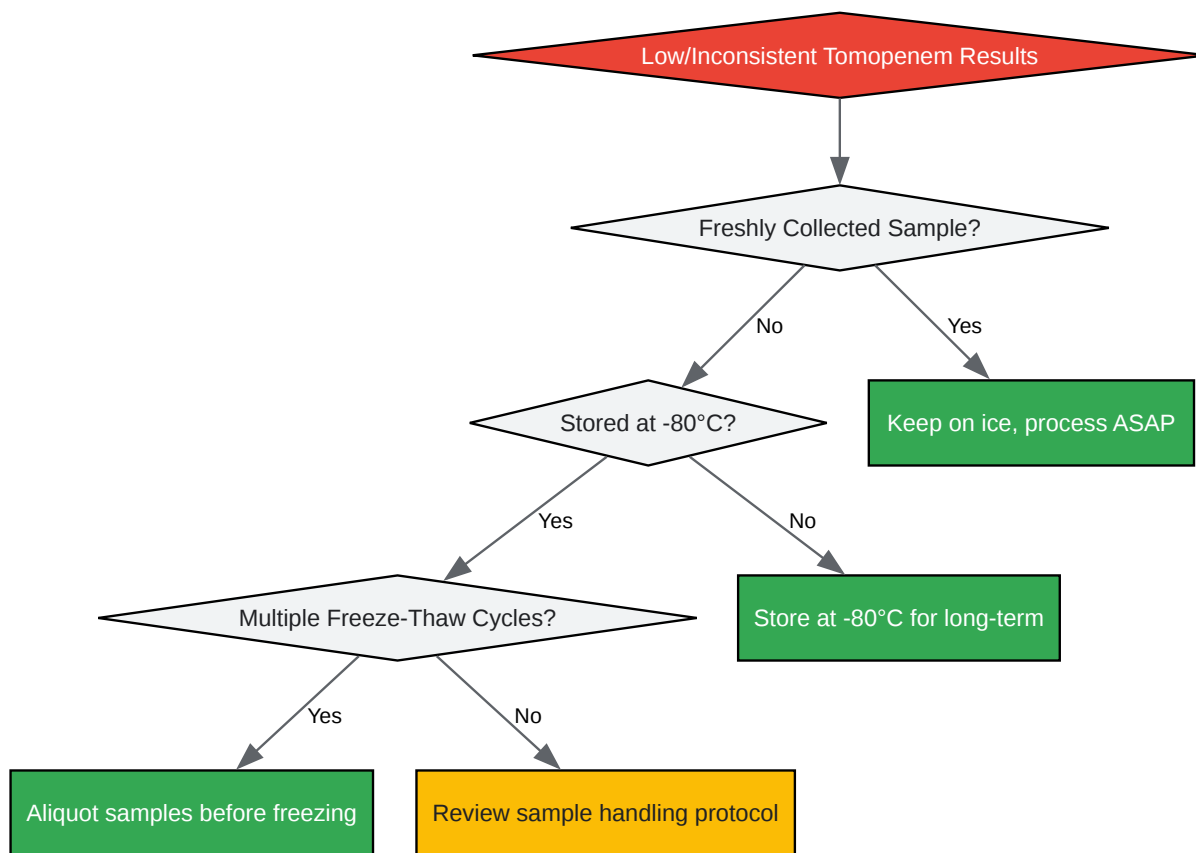 Low/Inconsistent Tomopenem Results
Freshly Collected Sample?
No
Yes
Stored at -80°C?
Keep on ice, process ASAP
Yes
No
Multiple Freeze-Thaw Cycles?
Store at -80°C for long-term
Yes
No
Aliquot samples before freezing
Review sample handling protocol